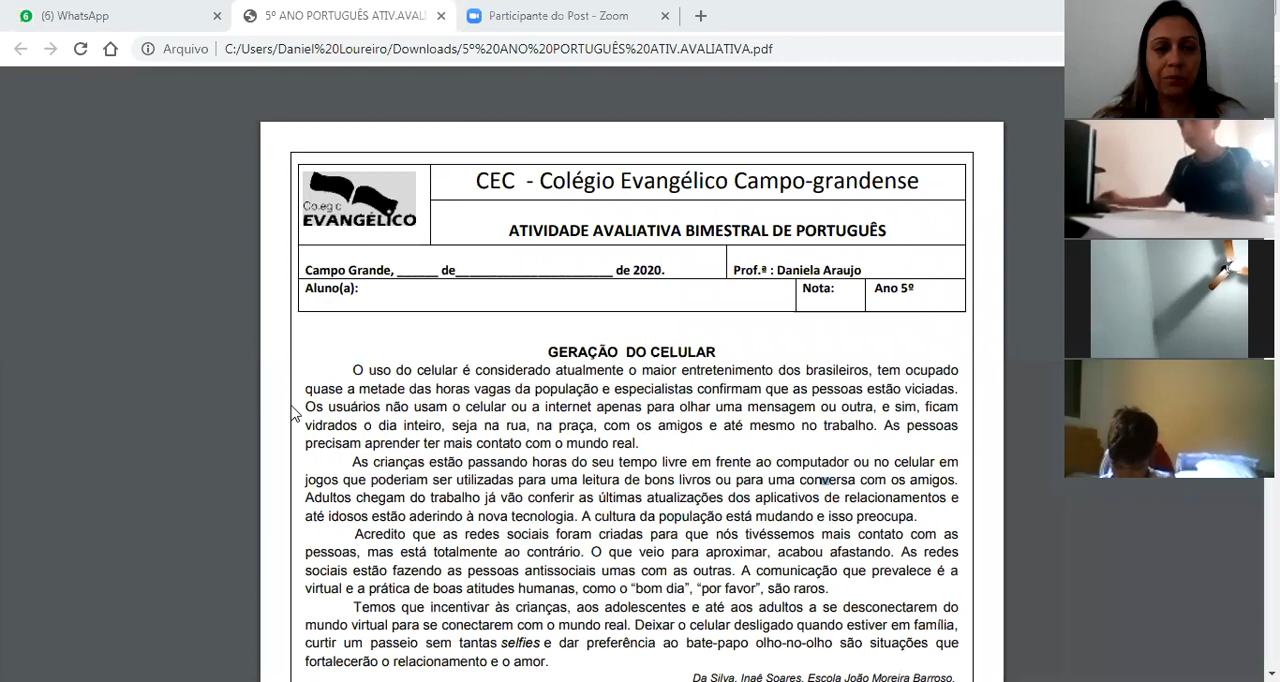 (6) WhatsApp
5º ANO PORTUGUÊS ATIV.AVAL
Participante do Post - Zoom
Arquivo
C:/Users/Daniel%20Loureiro/Downloads/5º%20ANO%20PORTUGUÊS%20ATIV.AVALIATIVA.pdf
Colegio
EVANGÉLICO
CEC - Colégio Evangélico Campo-grandense
ATIVIDADE AVALIATIVA BIMESTRAL DE PORTUGUÊS
Campo Grande, ______ de_______________________ de 2020.
Prof.ª : Daniela Araujo
Aluno(a):
Nota:
Ano 5º
GERAÇÃO DO CELULAR
O uso do celular é considerado atualmente o maior entretenimento dos brasileiros, tem ocupado
quase a metade das horas vagas da população e especialistas confirmam que as pessoas estão viciadas.
Os usuários não usam o celular ou a internet apenas para olhar uma mensagem ou outra, e sim, ficam
vidrados o dia inteiro, seja na rua, na praça, com os amigos e até mesmo no trabalho. As pessoas
precisam aprender ter mais contato com o mundo real.
As crianças estão passando horas do seu tempo livre em frente ao computador ou no celular em
jogos que poderiam ser utilizadas para uma leitura de bons livros ou para uma conversa com os amigos.
Adultos chegam do trabalho já vão conferir as últimas atualizações dos aplicativos de relacionamentos e
até idosos estão aderindo à nova tecnologia. A cultura da população está mudando e isso preocupa.
Acredito que as redes sociais foram criadas para que nós tivéssemos mais contato com as
pessoas, mas está totalmente ao contrário. O que veio para aproximar, acabou afastando. As redes
sociais estão fazendo as pessoas antissociais umas com as outras. A comunicação que prevalece é a
virtual e a prática de boas atitudes humanas, como o “bom dia”, “por favor”, são raros.
Temos que incentivar às crianças, aos adolescentes e até aos adultos a se desconectarem do
mundo virtual para se conectarem com o mundo real. Deixar o celular desligado quando estiver em família,
curtir um passeio sem tantas selfies e dar preferência ao bate-papo olho-no-olho são situações que
fortalecerão o relacionamento e o amor.
Da Silva, Inaê Soares. Escola João Moreira Barroso.